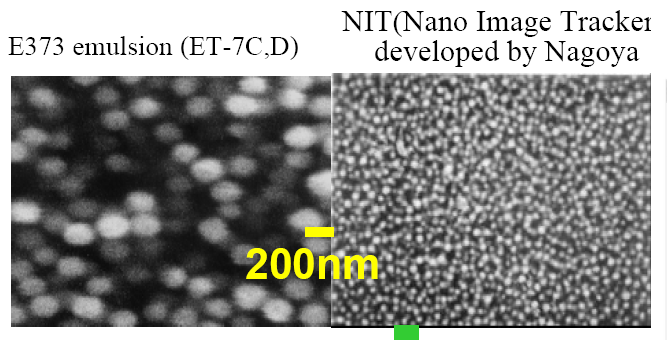 E373 emulsion (ET-7C,D)
NIT(Nano Image Tracker
developed by Nagoya
200nm